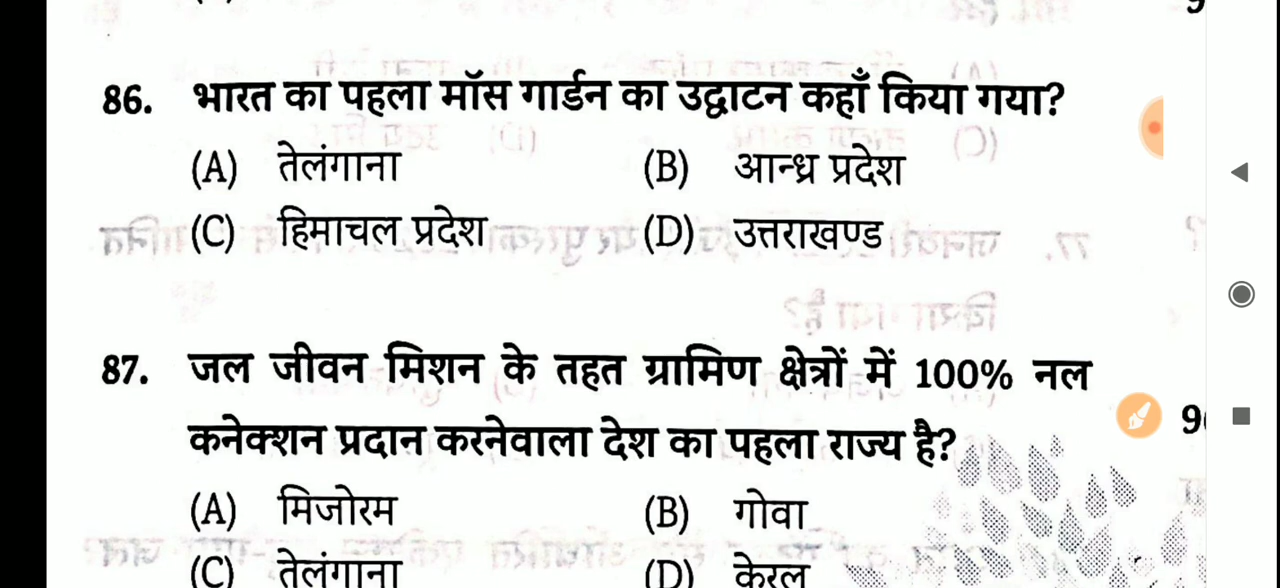 86. भारत का पहला मॉस गार्डन का उद्घाटन कहाँ किया गया?
(A) तेलंगाना (B) आन्ध्र प्रदेश
(C) हिमाचल प्रदेश (D) उत्तराखण्ड
87. जल जीवन मिशन के तहत ग्रामिण क्षेत्रों में 100% नल
कनेक्शन प्रदान करनेवाला देश का पहला राज्य है?
(A) मिजोरम (B) गोवा
(C) तेलंगाना (D) केरल